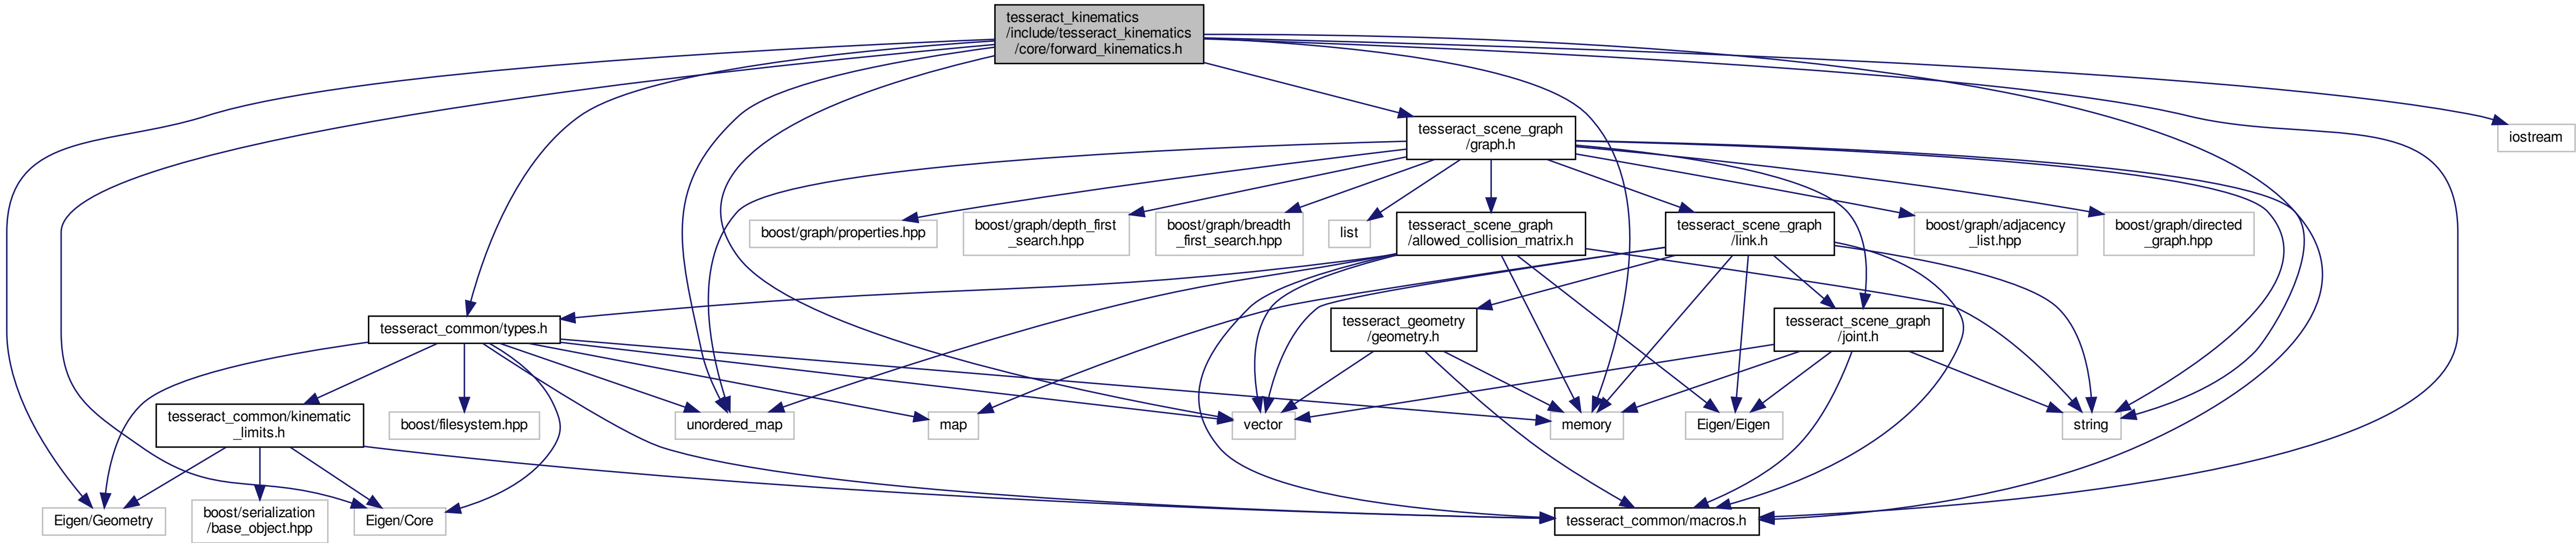 tesseract_kinematics
/include/tesseract_kinematics
/core/forward_kinematics.h
tesseract_scene_graph
/graph.h
iostream
boost/graph/properties.hpp
boost/graph/depth_first
_search.hpp
boost/graph/breadth
_first_search.hpp
list
tesseract_scene_graph
/allowed_collision_matrix.h
tesseract_scene_graph
/link.h
boost/graph/adjacency
_list.hpp
boost/graph/directed
_graph.hpp
tesseract_common/types.h
tesseract_geometry
/geometry.h
tesseract_scene_graph
/joint.h
tesseract_common/kinematic
_limits.h
boost/filesystem.hpp
unordered_map
map
vector
memory
Eigen/Eigen
string
Eigen/Geometry
boost/serialization
/base_object.hpp
Eigen/Core
tesseract_common/macros.h